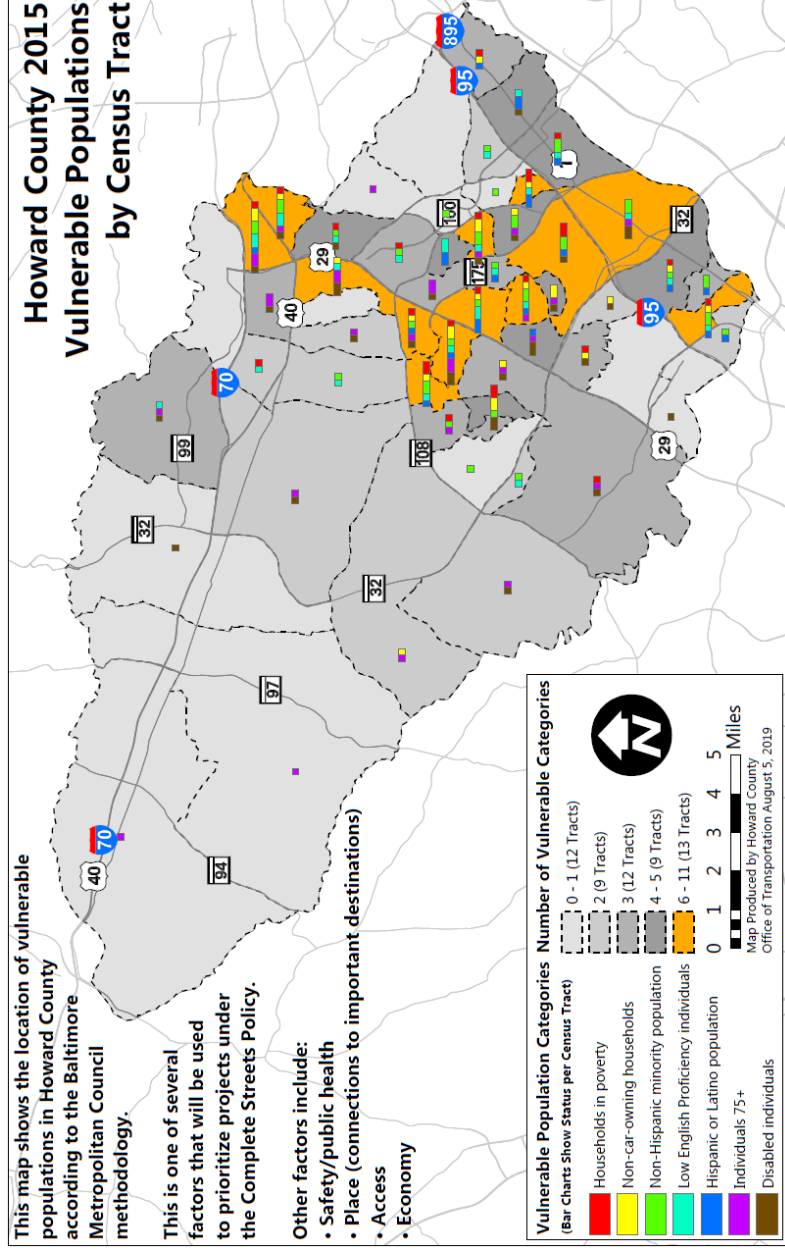 Howard County 2015
Vulnerable Populations
by Census Tract
This map shows the location of vulnerable
populations in Howard County
according to the Baltimore
Metropolitan Council
methodology.
This is one of several
factors that will be used
to prioritize projects under
the Complete Streets Policy.
Other factors include:
• Safety/public health
• Place (connections to important destinations)
• Access
• Economy
40
70
94
97
32
32
99
70
40
29
108
175
100
895
95
1
32
95
29
Vulnerable Population Categories
(Bar Charts Show Status per Census Tract)
Households in poverty
Non-car-owning households
Non-Hispanic minority population
Low English Proficiency individuals
Hispanic or Latino population
Individuals 75+
Disabled individuals
Number of Vulnerable Categories
0 - 1 (12 Tracts)
2 (9 Tracts)
3 (12 Tracts)
4 - 5 (9 Tracts)
6 - 11 (13 Tracts)
N
0 1 2 3 4 5
Miles
Map Produced by Howard County
Office of Transportation August 5, 2019